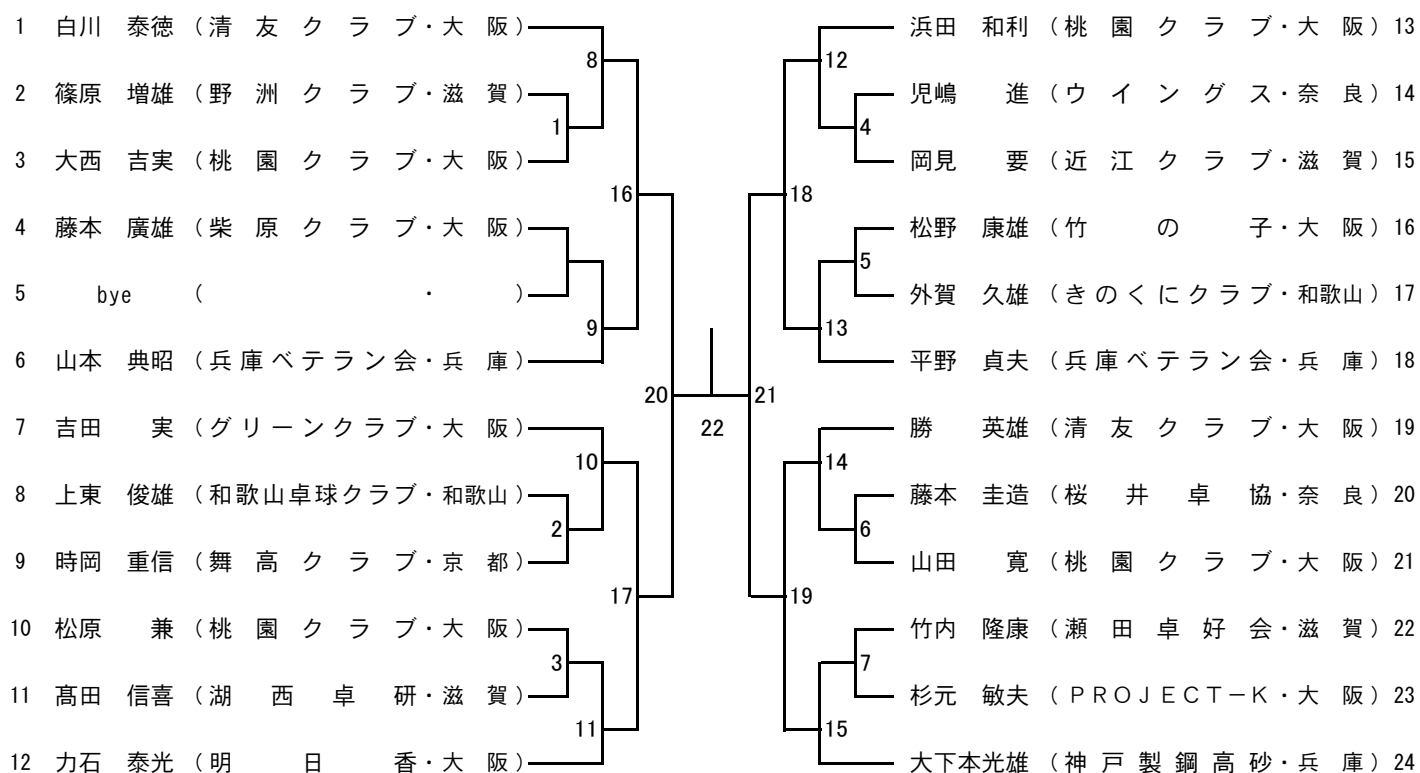 1 白川 泰徳 (清友クラブ・大阪)
8
2 篠原 増雄 (野洲クラブ・滋賀)
1
3 大西 吉実 (桃園クラブ・大阪)
16
4 藤本 廣雄 (柴原クラブ・大阪)
5 bye ( ・ )
9
6 山本 典昭 (兵庫ベテラン会・兵庫)
20
7 吉田 実 (グリーンクラブ・大阪)
10
8 上東 俊雄 (和歌山卓球クラブ・和歌山)
2
9 時岡 重信 (舞高クラブ・京都)
17
10 松原 兼 (桃園クラブ・大阪)
3
11 髙田 信喜 (湖西卓研・滋賀)
11
12 力石 泰光 (明日香・大阪)
22
浜田 和利 (桃園クラブ・大阪) 13
12
児嶋 進 (ウイングス・奈良) 14
4
岡見 要 (近江クラブ・滋賀) 15
18
松野 康雄 (竹の子・大阪) 16
5
外賀 久雄 (きのくにクラブ・和歌山) 17
13
平野 貞夫 (兵庫ベテラン会・兵庫) 18
21
勝 英雄 (清友クラブ・大阪) 19
14
藤本 圭造 (桜井卓協・奈良) 20
6
山田 寛 (桃園クラブ・大阪) 21
19
竹内 隆康 (瀬田卓好会・滋賀) 22
7
杉元 敏夫 (PROJECT-K・大阪) 23
15
大下本光雄 (神戸製鋼高砂・兵庫) 24